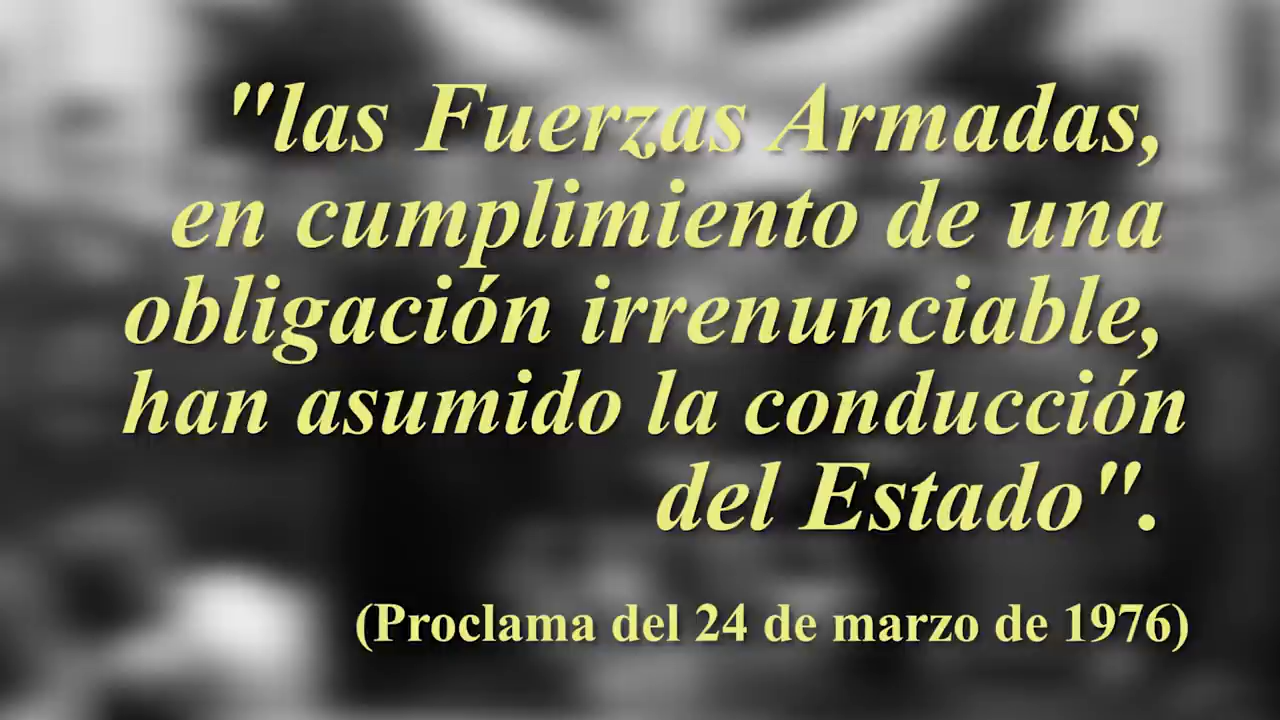 "las Fuerzas Armadas,
en cumplimiento de una
obligación irrenunciable,
han asumido la conducción
del Estado".
(Proclama del 24 de marzo de 1976)